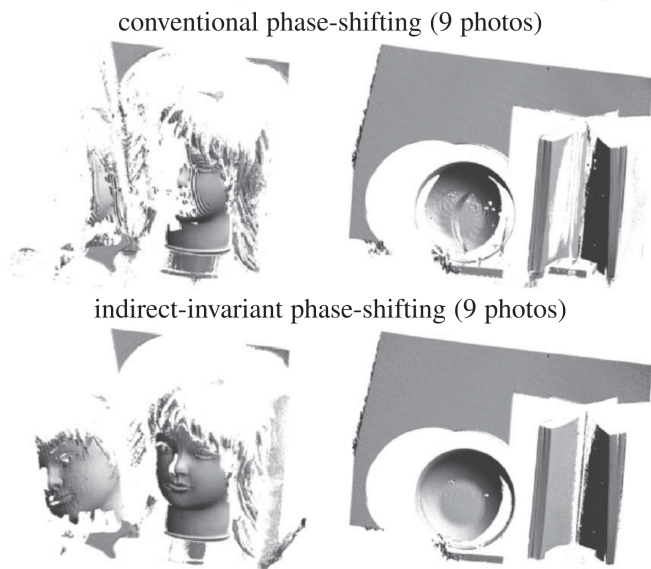 conventional phase-shifting (9 photos)
indirect-invariant phase-shifting (9 photos)